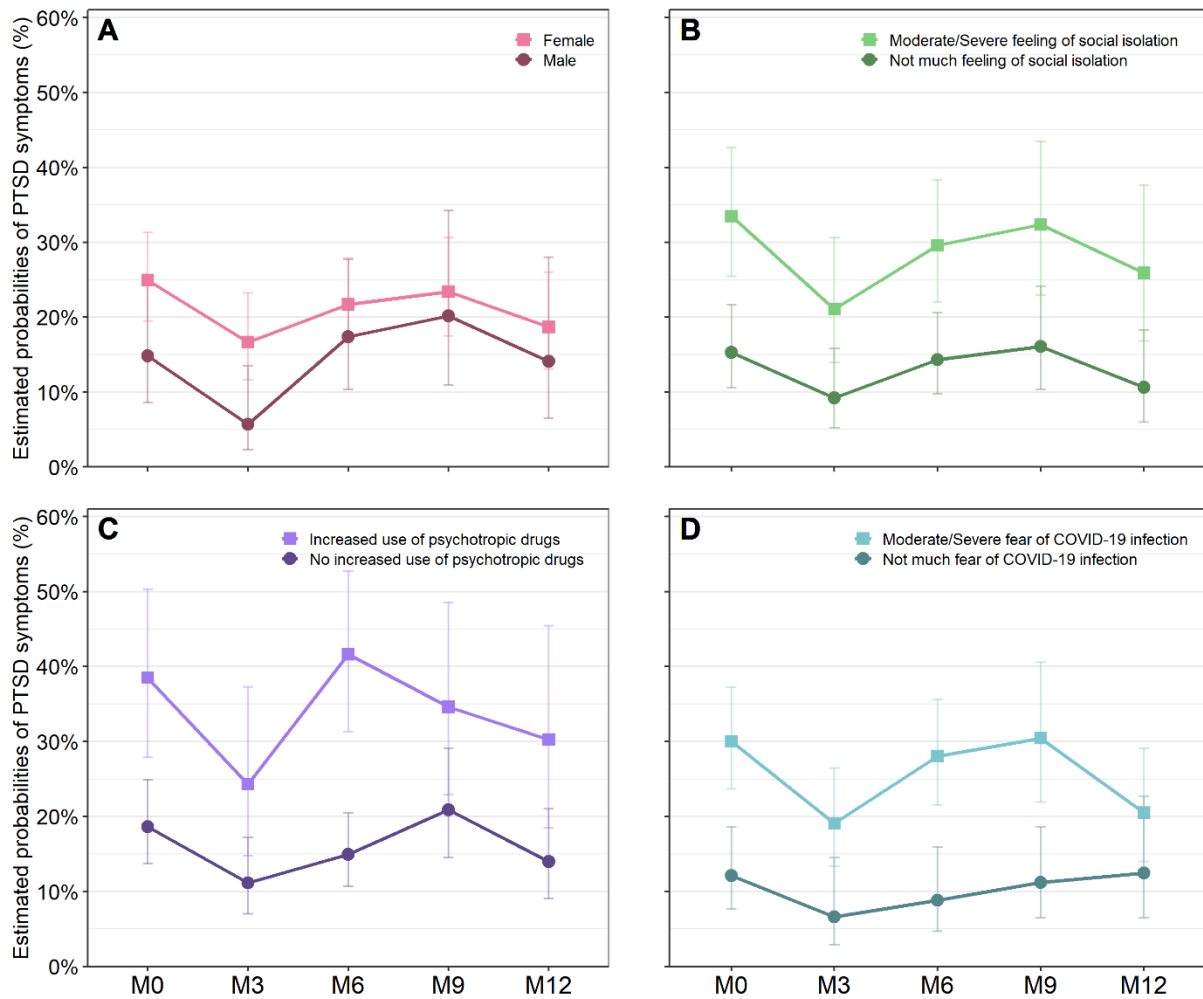 A
Female
Male
B
Moderate/Severe feeling of social isolation
Not much feeling of social isolation
Estimated probabilities of PTSD symptoms (%)
60%
50%
40%
30%
20%
10%
0%
C
Increased use of psychotropic drugs
No increased use of psychotropic drugs
D
Moderate/Severe fear of COVID-19 infection
Not much fear of COVID-19 infection
Estimated probabilities of PTSD symptoms (%)
60%
50%
40%
30%
20%
10%
0%
M0 M3 M6 M9 M12
M0 M3 M6 M9 M12